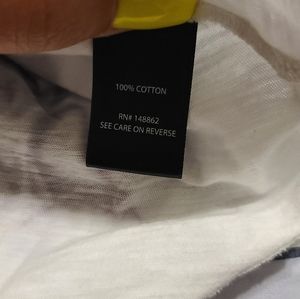 100% COTTON
RN# 148862
SEE CARE ON REVERSE